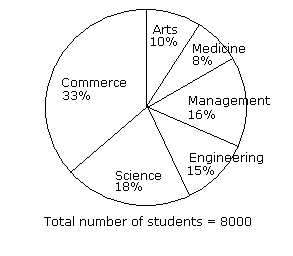 Arts
10%
Medicine
8%
Commerce
33%
Management
16%
Engineering
15%
Science
18%
Total number of students = 8000